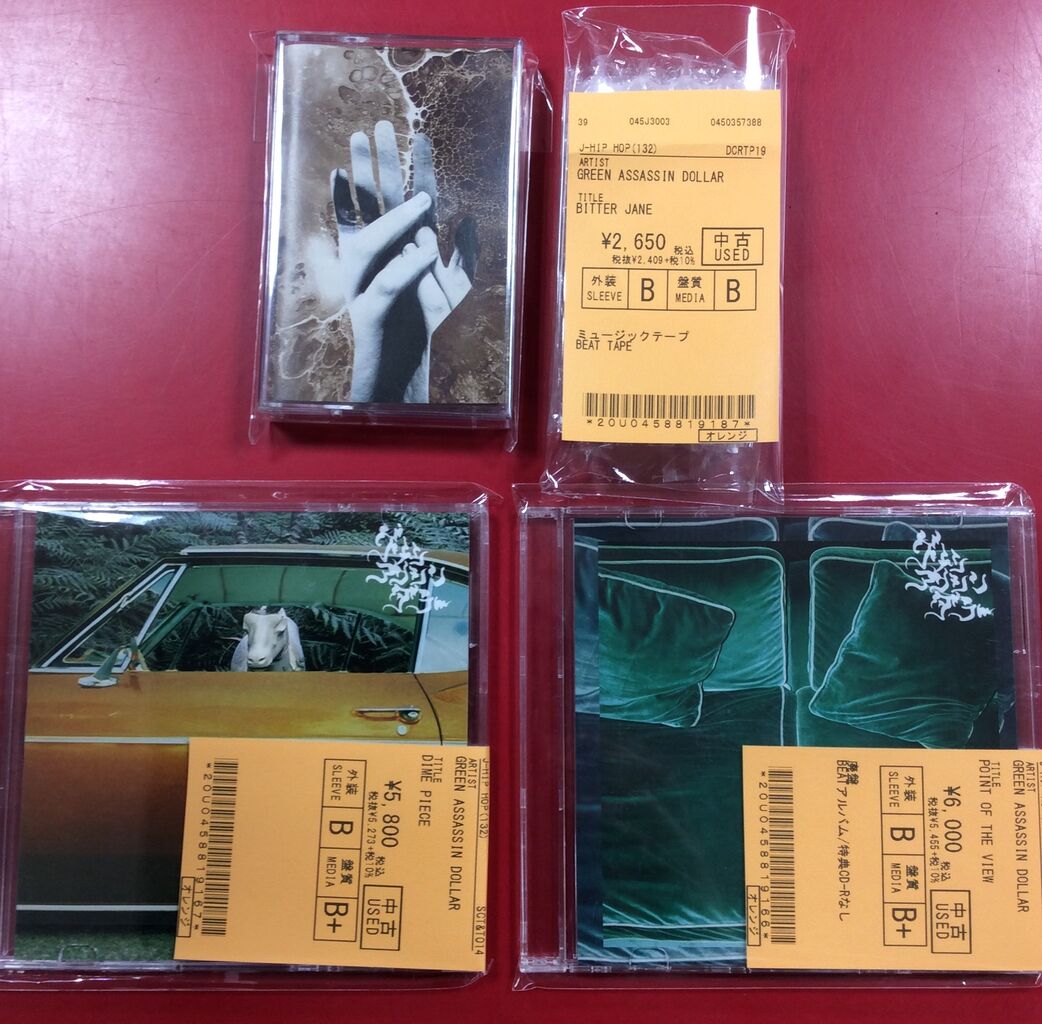 39 045J3003 0450357388
J-HIP HOP(132) DCRTP19
ARTIST
GREEN ASSASSIN DOLLAR
TITLE
BITTER JANE
¥2,650 税込
税抜¥2,409+税10%
中古
USED
外装
SLEEVE
B
盤質
MEDIA
B
ミュージックテープ
BEAT TAPE
*20U0458819187*
オレンジ
J-HIP HOP(132) SCT&T014
ARTIST
GREEN ASSASSIN DOLLAR
TITLE
DIME PIECE
¥5,800 税込
税抜¥5,273+税10%
中古
USED
外装
SLEEVE
B
盤質
MEDIA
B+
*20U0458819167*
オレンジ
ARTIST
GREEN ASSASSIN DOLLAR
TITLE
POINT OF THE VIEW
¥6,000 税込
税抜¥5,455+税10%
中古
USED
外装
SLEEVE
B
盤質
MEDIA
B+
廃盤
BEATアルバム/特典CD-Rなし
*20U0458819166*
オレンジ